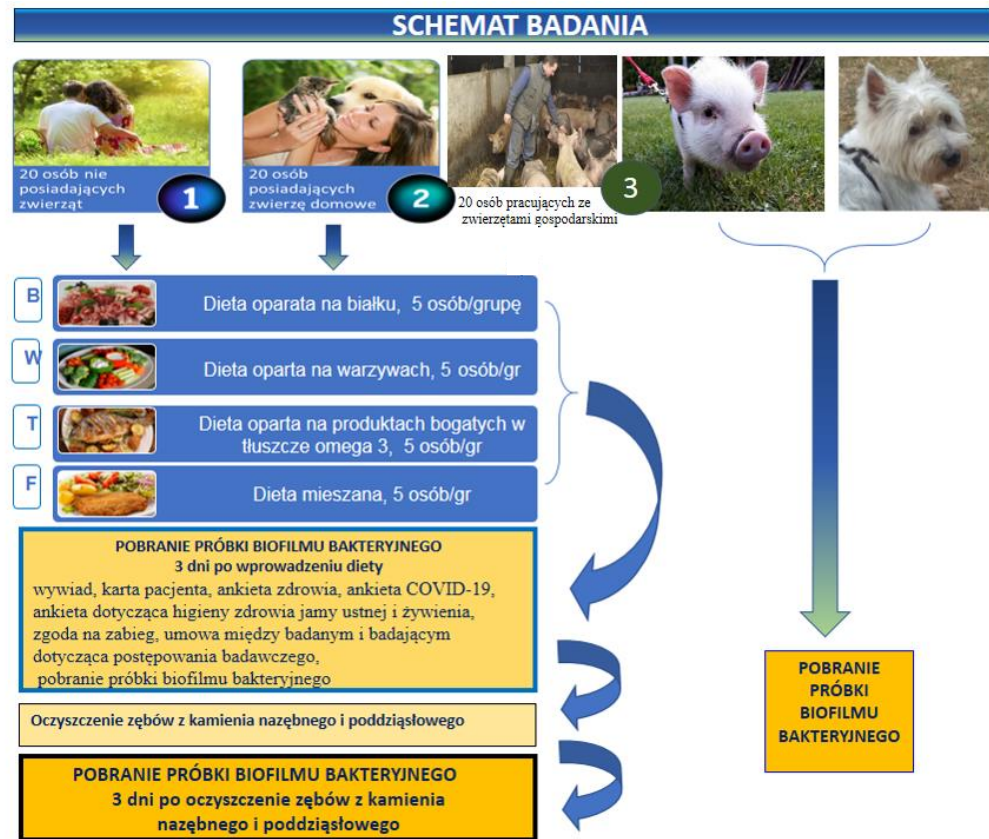 SCHEMAT BADANIA
20 osób nie
posiadających
zwierząt
1
20 osób
posiadających
zwierzę domowe
2
20 osób pracujących ze
zwierzętami gospodarskimi
3
B
Dieta oparata na białku, 5 osób/grupę
W
Dieta oparta na warzywach, 5 osób/gr
T
Dieta oparta na produktach bogatych w
tłuszcze omega 3, 5 osób/gr
F
Dieta mieszana, 5 osób/gr
POBRANIE PRÓBKI BIOFILMU BAKTERYJNEGO
3 dni po wprowadzeniu diety
wywiad, karta pacjenta, ankieta zdrowia, ankieta COVID-19,
ankieta dotycząca higieny zdrowia jamy ustnej i żywienia,
zgoda na zabieg, umowa między badanym i badającym
dotycząca postępowania badawczego,
pobranie próbki biofilmu bakteryjnego
Oczyszczenie zębów z kamienia nazębnego i poddziąsłowego
POBRANIE PRÓBKI BIOFILMU BAKTERYJNEGO
3 dni po oczyszczenie zębów z kamienia
nazębnego i poddziąsłowego
POBRANIE
PRÓBKI
BIOFILMU
BAKTERYJNEGO